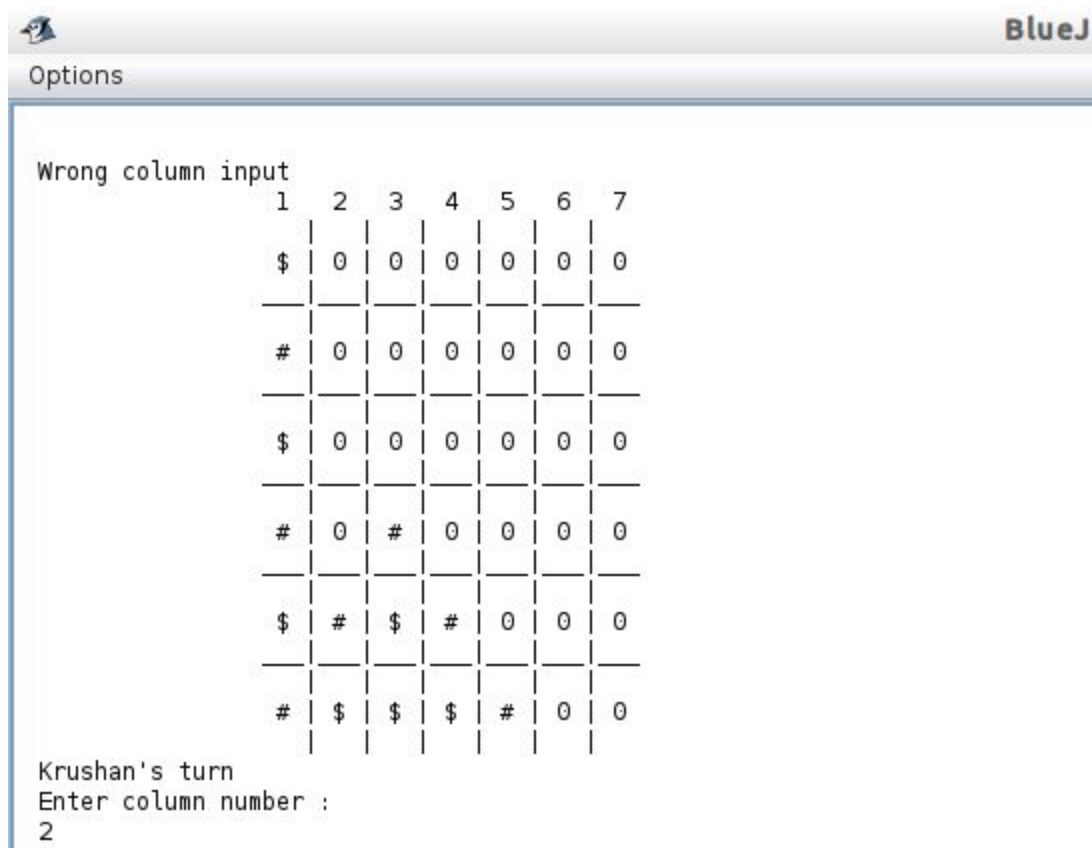 BlueJ
Options
Wrong column input
1 2 3 4 5 6 7
$ | 0 | 0 | 0 | 0 | 0 | 0
# | 0 | 0 | 0 | 0 | 0 | 0
$ | 0 | 0 | 0 | 0 | 0 | 0
# | 0 | # | 0 | 0 | 0 | 0
$ | # | $ | # | 0 | 0 | 0
# | $ | $ | $ | # | 0 | 0
Krushan's turn
Enter column number :
2